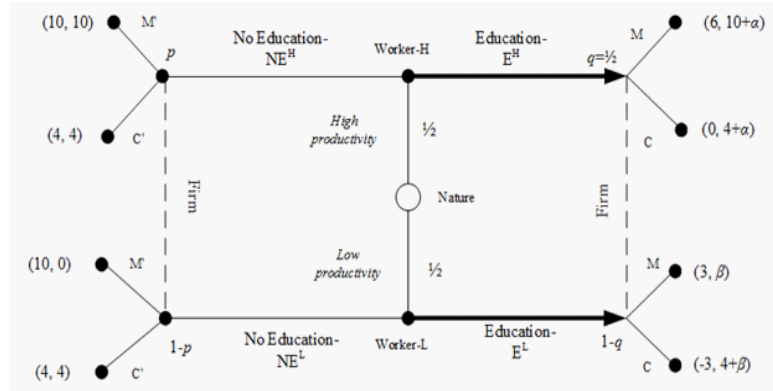 (10, 10)
M'
p
No Education-
NE^H
Worker-H
Education-
E^H
q=½
M
(6, 10+α)
(4, 4)
C'
C
(0, 4+α)
High
productivity
½
Firm
Nature
Firm
Low
productivity
½
(10, 0)
M'
M
(3, β)
(4, 4)
C'
1-p
No Education-
NE^L
Worker-L
Education-
E^L
1-q
C
(-3, 4+β)